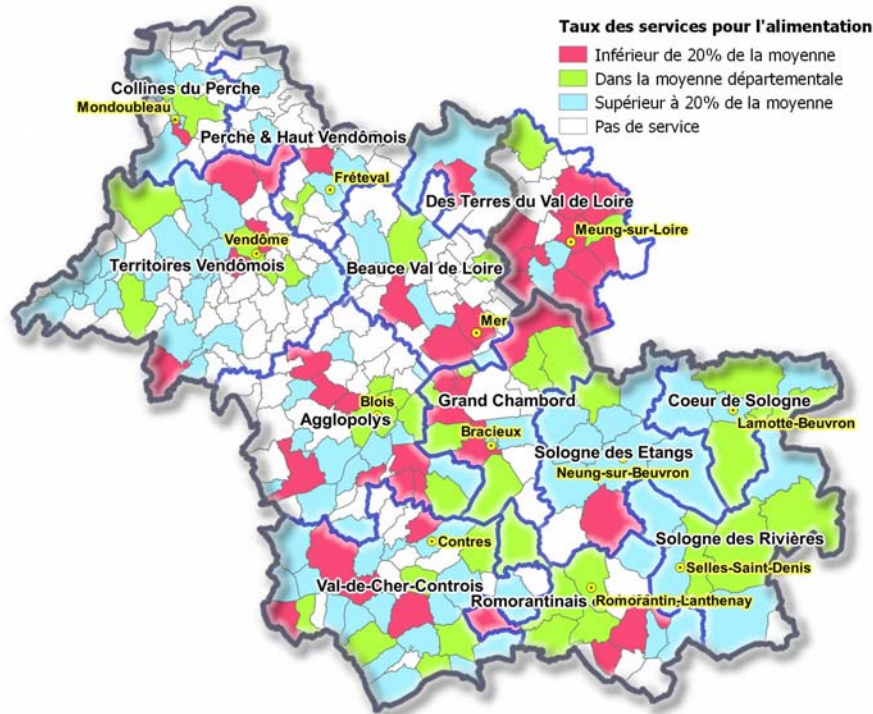 Taux des services pour l'alimentation
Inférieur de 20% de la moyenne
Dans la moyenne départementale
Supérieur à 20% de la moyenne
Pas de service
Collines du Perche
Mondoubleau
Perche & Haut Vendômois
Fréteval
Des Terres du Val de Loire
Meung-sur-Loire
Vendôme
Territoires Vendômois
Beauce Val de Loire
Mer
Blois
Agglopolys
Grand Chambord
Bracieux
Coeur de Sologne
Lamotte-Beuvron
Sologne des Etangs
Neung-sur-Beuvron
Contres
Sologne des Rivières
Selles-Saint-Denis
Val-de-Cher-Controis
Romorantinais
Romorantin-Lanthenay